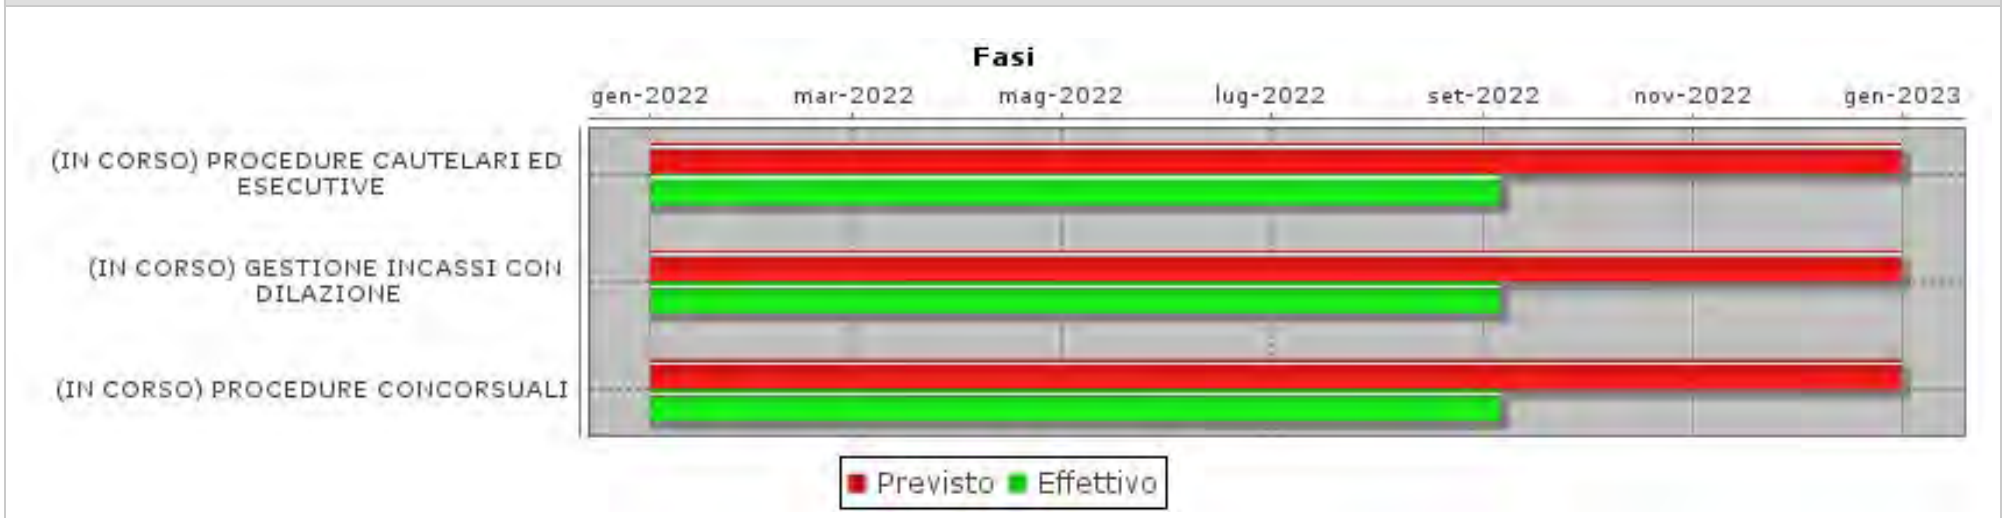 Fasi
gen-2022 mar-2022 mag-2022 lug-2022 set-2022 nov-2022 gen-2023
(IN CORSO) PROCEDURE CAUTELARI ED
ESECUTIVE
(IN CORSO) GESTIONE INCASSI CON
DILAZIONE
(IN CORSO) PROCEDURE CONCORSUALI
Previsto Effettivo